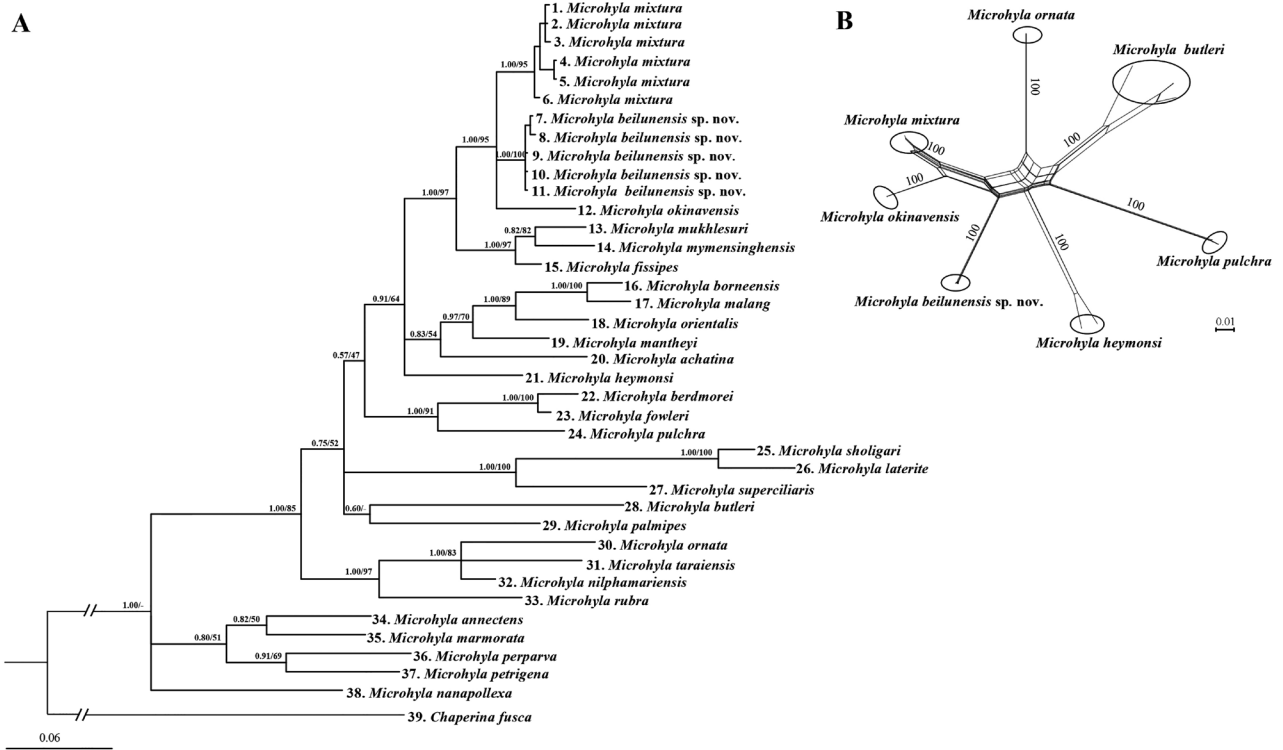 A
1. Microhyla mixtura
2. Microhyla mixtura
3. Microhyla mixtura
1.00/95
4. Microhyla mixtura
5. Microhyla mixtura
6. Microhyla mixtura
7. Microhyla beilunensis sp. nov.
1.00/95
8. Microhyla beilunensis sp. nov.
1.00/100
9. Microhyla beilunensis sp. nov.
10. Microhyla beilunensis sp. nov.
1.00/97
11. Microhyla beilunensis sp. nov.
12. Microhyla okinavensis
0.82/82
13. Microhyla mukhlesuri
1.00/97
14. Microhyla mymensinghensis
15. Microhyla fissipes
1.00/100
16. Microhyla borneensis
0.91/64
1.00/89
17. Microhyla malang
0.97/70
18. Microhyla orientalis
0.83/54
19. Microhyla mantheyi
0.57/47
20. Microhyla achatina
21. Microhyla heymonsi
1.00/100
22. Microhyla berdmorei
1.00/91
23. Microhyla fowleri
24. Microhyla pulchra
0.75/52
1.00/100
25. Microhyla sholigari
1.00/100
26. Microhyla laterite
27. Microhyla superciliaris
1.00/85
0.60/-
28. Microhyla butleri
29. Microhyla palmipes
1.00/83
30. Microhyla ornata
1.00/97
31. Microhyla taraiensis
32. Microhyla nilphamariensis
33. Microhyla rubra
1.00/-
0.82/50
34. Microhyla annectens
0.80/51
35. Microhyla marmorata
0.91/69
36. Microhyla perparva
37. Microhyla petrigena
38. Microhyla nanapollexa
39. Chaperina fusca
0.06
B
Microhyla ornata
Microhyla butleri
100
Microhyla mixtura
100
100
100
Microhyla okinavensis
100
Microhyla pulchra
100
100
Microhyla beilunensis sp. nov.
Microhyla heymonsi
0.01